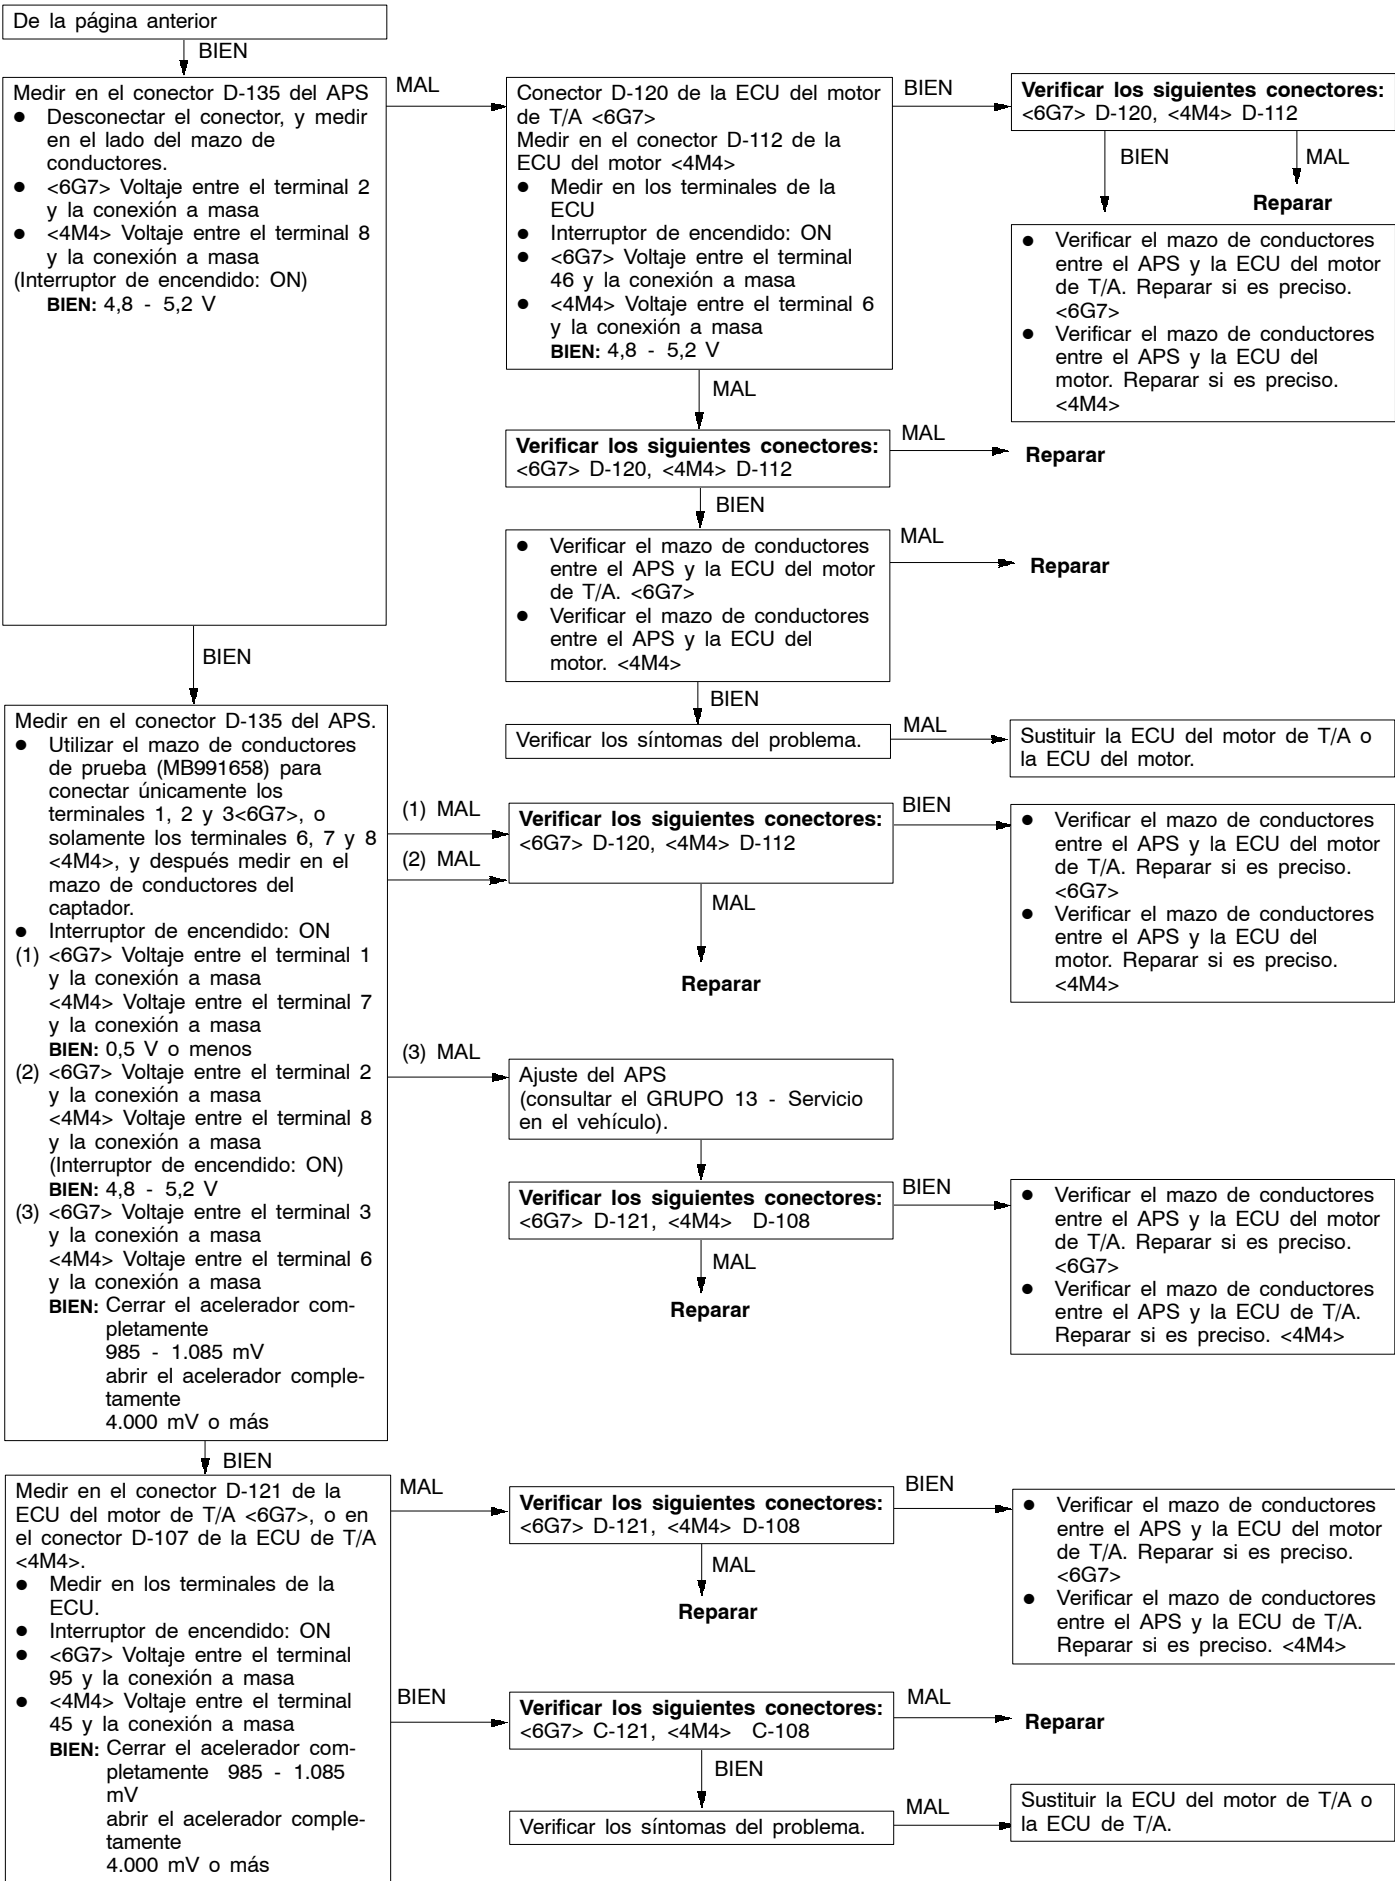 De la página anterior
BIEN
Medir en el conector D-135 del APS
● Desconectar el conector, y medir
en el lado del mazo de
conductores.
● <6G7> Voltaje entre el terminal 2
y la conexión a masa
● <4M4> Voltaje entre el terminal 8
y la conexión a masa
(Interruptor de encendido: ON)
BIEN: 4,8 - 5,2 V
MAL
Conector D-120 de la ECU del motor
de T/A <6G7>
Medir en el conector D-112 de la
ECU del motor <4M4>
● Medir en los terminales de la
ECU
● Interruptor de encendido: ON
● <6G7> Voltaje entre el terminal
46 y la conexión a masa
● <4M4> Voltaje entre el terminal 6
y la conexión a masa
BIEN: 4,8 - 5,2 V
BIEN
Verificar los siguientes conectores:
<6G7> D-120, <4M4> D-112
BIEN
MAL
Reparar
● Verificar el mazo de conductores
entre el APS y la ECU del motor
de T/A. Reparar si es preciso.
<6G7>
● Verificar el mazo de conductores
entre el APS y la ECU del
motor. Reparar si es preciso.
<4M4>
MAL
Verificar los siguientes conectores:
<6G7> D-120, <4M4> D-112
MAL
Reparar
BIEN
● Verificar el mazo de conductores
entre el APS y la ECU del motor
de T/A. <6G7>
● Verificar el mazo de conductores
entre el APS y la ECU del
motor. <4M4>
MAL
Reparar
BIEN
Verificar los síntomas del problema.
MAL
Sustituir la ECU del motor de T/A o
la ECU del motor.
BIEN
Medir en el conector D-135 del APS.
● Utilizar el mazo de conductores
de prueba (MB991658) para
conectar únicamente los
terminales 1, 2 y 3<6G7>, o
solamente los terminales 6, 7 y 8
<4M4>, y después medir en el
mazo de conductores del
captador.
● Interruptor de encendido: ON
(1) <6G7> Voltaje entre el terminal 1
y la conexión a masa
<4M4> Voltaje entre el terminal 7
y la conexión a masa
BIEN: 0,5 V o menos
(2) <6G7> Voltaje entre el terminal 2
y la conexión a masa
<4M4> Voltaje entre el terminal 8
y la conexión a masa
(Interruptor de encendido: ON)
BIEN: 4,8 - 5,2 V
(3) <6G7> Voltaje entre el terminal 3
y la conexión a masa
<4M4> Voltaje entre el terminal 6
y la conexión a masa
BIEN: Cerrar el acelerador com-
pletamente
985 - 1.085 mV
abrir el acelerador comple-
tamente
4.000 mV o más
(1) MAL
(2) MAL
Verificar los siguientes conectores:
<6G7> D-120, <4M4> D-112
BIEN
● Verificar el mazo de conductores
entre el APS y la ECU del motor
de T/A. Reparar si es preciso.
<6G7>
● Verificar el mazo de conductores
entre el APS y la ECU del
motor. Reparar si es preciso.
<4M4>
MAL
Reparar
(3) MAL
Ajuste del APS
(consultar el GRUPO 13 - Servicio
en el vehículo).
Verificar los siguientes conectores:
<6G7> D-121, <4M4> D-108
BIEN
● Verificar el mazo de conductores
entre el APS y la ECU del motor
de T/A. Reparar si es preciso.
<6G7>
● Verificar el mazo de conductores
entre el APS y la ECU de T/A.
Reparar si es preciso. <4M4>
MAL
Reparar
BIEN
Medir en el conector D-121 de la
ECU del motor de T/A <6G7>, o en
el conector D-107 de la ECU de T/A
<4M4>.
● Medir en los terminales de la
ECU.
● Interruptor de encendido: ON
● <6G7> Voltaje entre el terminal
95 y la conexión a masa
● <4M4> Voltaje entre el terminal
45 y la conexión a masa
BIEN: Cerrar el acelerador com-
pletamente 985 - 1.085
mV
abrir el acelerador comple-
tamente
4.000 mV o más
MAL
Verificar los siguientes conectores:
<6G7> D-121, <4M4> D-108
BIEN
● Verificar el mazo de conductores
entre el APS y la ECU del motor
de T/A. Reparar si es preciso.
<6G7>
● Verificar el mazo de conductores
entre el APS y la ECU de T/A.
Reparar si es preciso. <4M4>
MAL
Reparar
BIEN
Verificar los siguientes conectores:
<6G7> C-121, <4M4> C-108
MAL
Reparar
BIEN
Verificar los síntomas del problema.
MAL
Sustituir la ECU del motor de T/A o
la ECU de T/A.